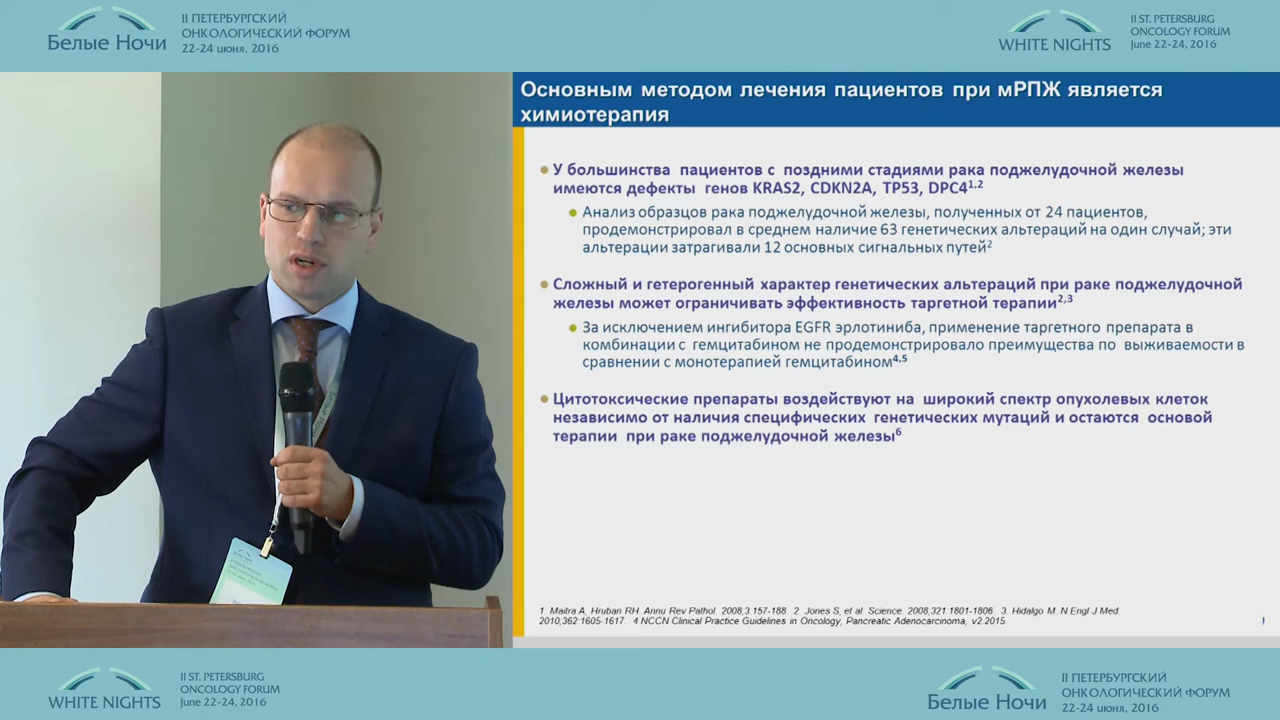 Белые Ночи
II ПЕТЕРБУРГСКИЙ
ОНКОЛОГИЧЕСКИЙ ФОРУМ
22-24 июня, 2016
WHITE NIGHTS
II ST. PETERSBURG
ONCOLOGY FORUM
June 22-24, 2016
Основным методом лечения пациентов при мРПЖ является
химиотерапия
У большинства пациентов с поздними стадиями рака поджелудочной железы
имеются дефекты генов KRAS2, CDKN2A, TP53, DPC41,2
Анализ образцов рака поджелудочной железы, полученных от 24 пациентов,
продемонстрировал в среднем наличие 63 генетических альтераций на один случай; эти
альтерации затрагивали 12 основных сигнальных путей2
Сложный и гетерогенный характер генетических альтераций при раке поджелудочной
железы может ограничивать эффективность таргетной терапии2,3
За исключением ингибитора EGFR эрлотиниба, применение таргетного препарата в
комбинации с гемцитабином не продемонстрировало преимущества по выживаемости в
сравнении с монотерапией гемцитабином4,5
Цитотоксические препараты воздействуют на широкий спектр опухолевых клеток
независимо от наличия специфических генетических мутаций и остаются основой
терапии при раке поджелудочной железы6
1. Maitra A, Hruban RH. Annu Rev Pathol. 2008;3:157-188. 2. Jones S, et al. Science. 2008;321:1801-1806. 3. Hidalgo M. N Engl J Med
2010;362:1605-1617. 4 NCCN Clinical Practice Guidelines in Oncology, Pancreatic Adenocarcinoma, v2.2015.
WHITE NIGHTS
II ST. PETERSBURG
ONCOLOGY FORUM
June 22-24, 2016
Белые Ночи
II ПЕТЕРБУРГСКИЙ
ОНКОЛОГИЧЕСКИЙ ФОРУМ
22-24 июня, 2016